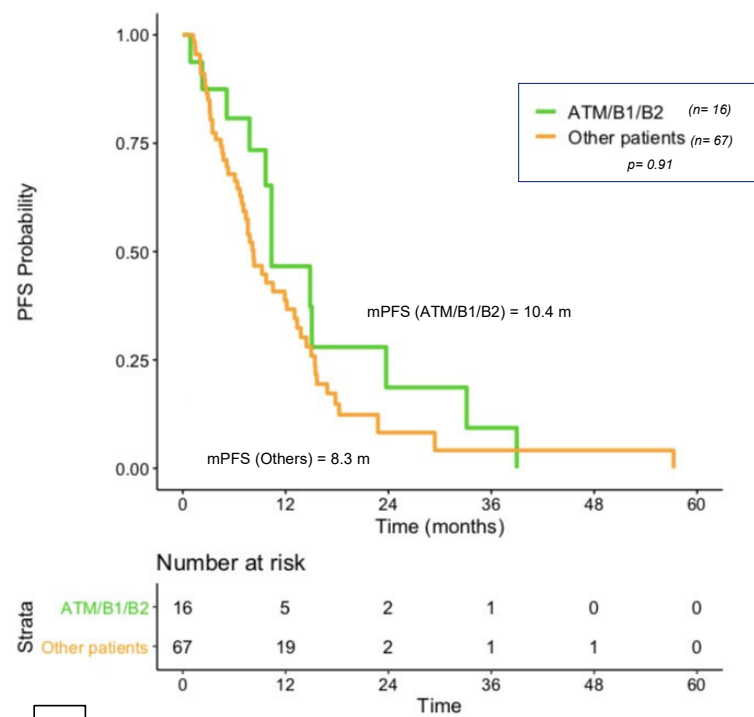 1.00
0.75
0.50
0.25
0.00
PFS Probability
ATM/B1/B2 (n= 16)
Other patients (n= 67)
p= 0.91
mPFS (ATM/B1/B2) = 10.4 m
mPFS (Others) = 8.3 m
0 12 24 36 48 60
Time (months)
Number at risk
Strata
ATM/B1/B2 16 5 2 1 0 0
Other patients 67 19 2 1 1 0
0 12 24 36 48 60
Time